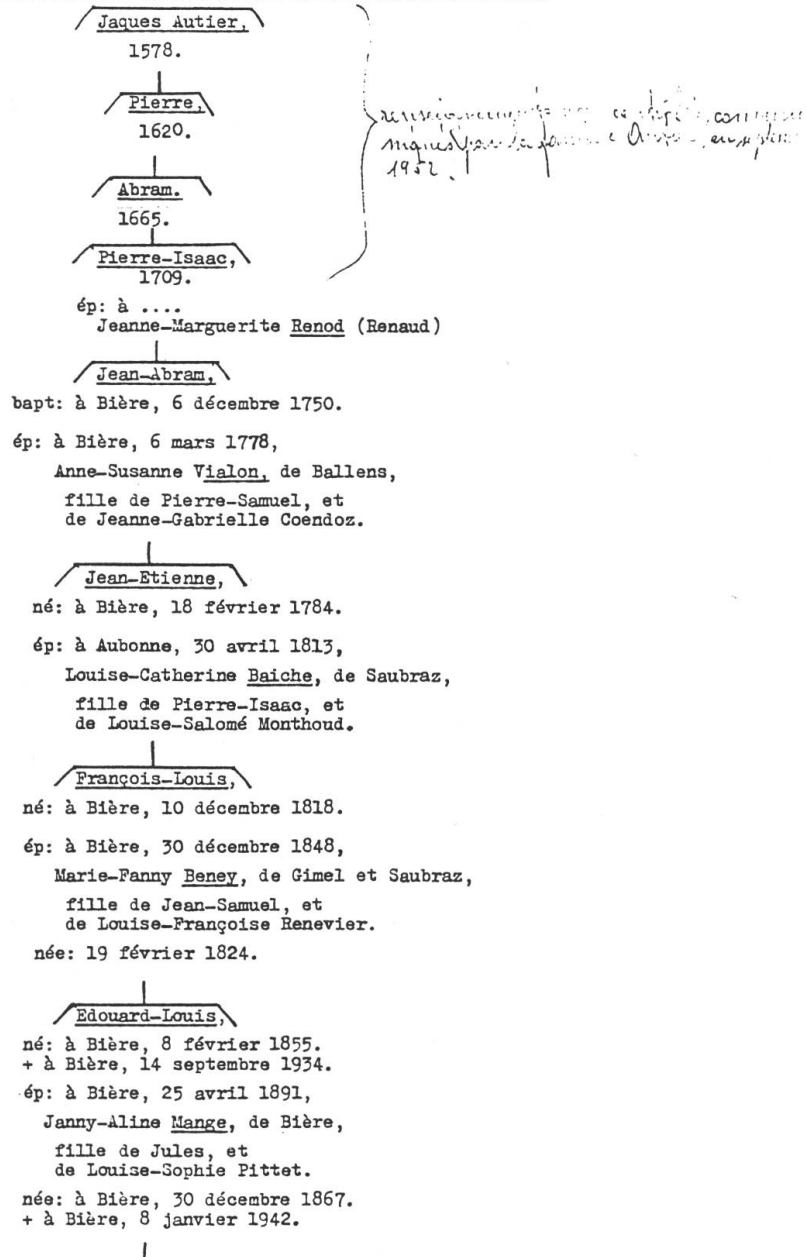 Jaques Autier,
1578.
Pierre,
1620.
Abram.
1665.
Pierre-Isaac,
1709.
renseignements non
niqués par la famille en
1952.
ép: à ....
Jeanne-Marguerite Renod (Renaud)
Jean-Abram,
bapt: à Bière, 6 décembre 1750.
ép: à Bière, 6 mars 1778,
Anne-Susanne Vialon, de Ballens,
fille de Pierre-Samuel, et
de Jeanne-Gabrielle Coendoz.
Jean-Etienne,
né: à Bière, 18 février 1784.
ép: à Aubonne, 30 avril 1813,
Louise-Catherine Baiche, de Saubraz,
fille de Pierre-Isaac, et
de Louise-Salomé Monthoud.
François-Louis,
né: à Bière, 10 décembre 1818.
ép: à Bière, 30 décembre 1848,
Marie-Fanny Beney, de Gimel et Saubraz,
fille de Jean-Samuel, et
de Louise-Françoise Renevier.
née: 19 février 1824.
Edouard-Louis,
né: à Bière, 8 février 1855.
+ à Bière, 14 septembre 1934.
ép: à Bière, 25 avril 1891,
Janny-Aline Mange, de Bière,
fille de Jules, et
de Louise-Sophie Pittet.
née: à Bière, 30 décembre 1867.
+ à Bière, 8 janvier 1942.